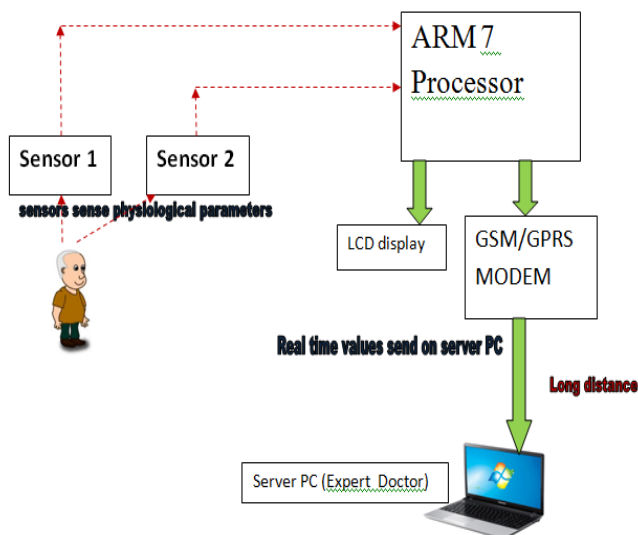 ARM 7
Processor
Sensor 1
Sensor 2
sensors sense physiological parameters
LCD display
GSM/GPRS
MODEM
Real time values send on server PC
Long distance
Server PC (Expert Doctor)